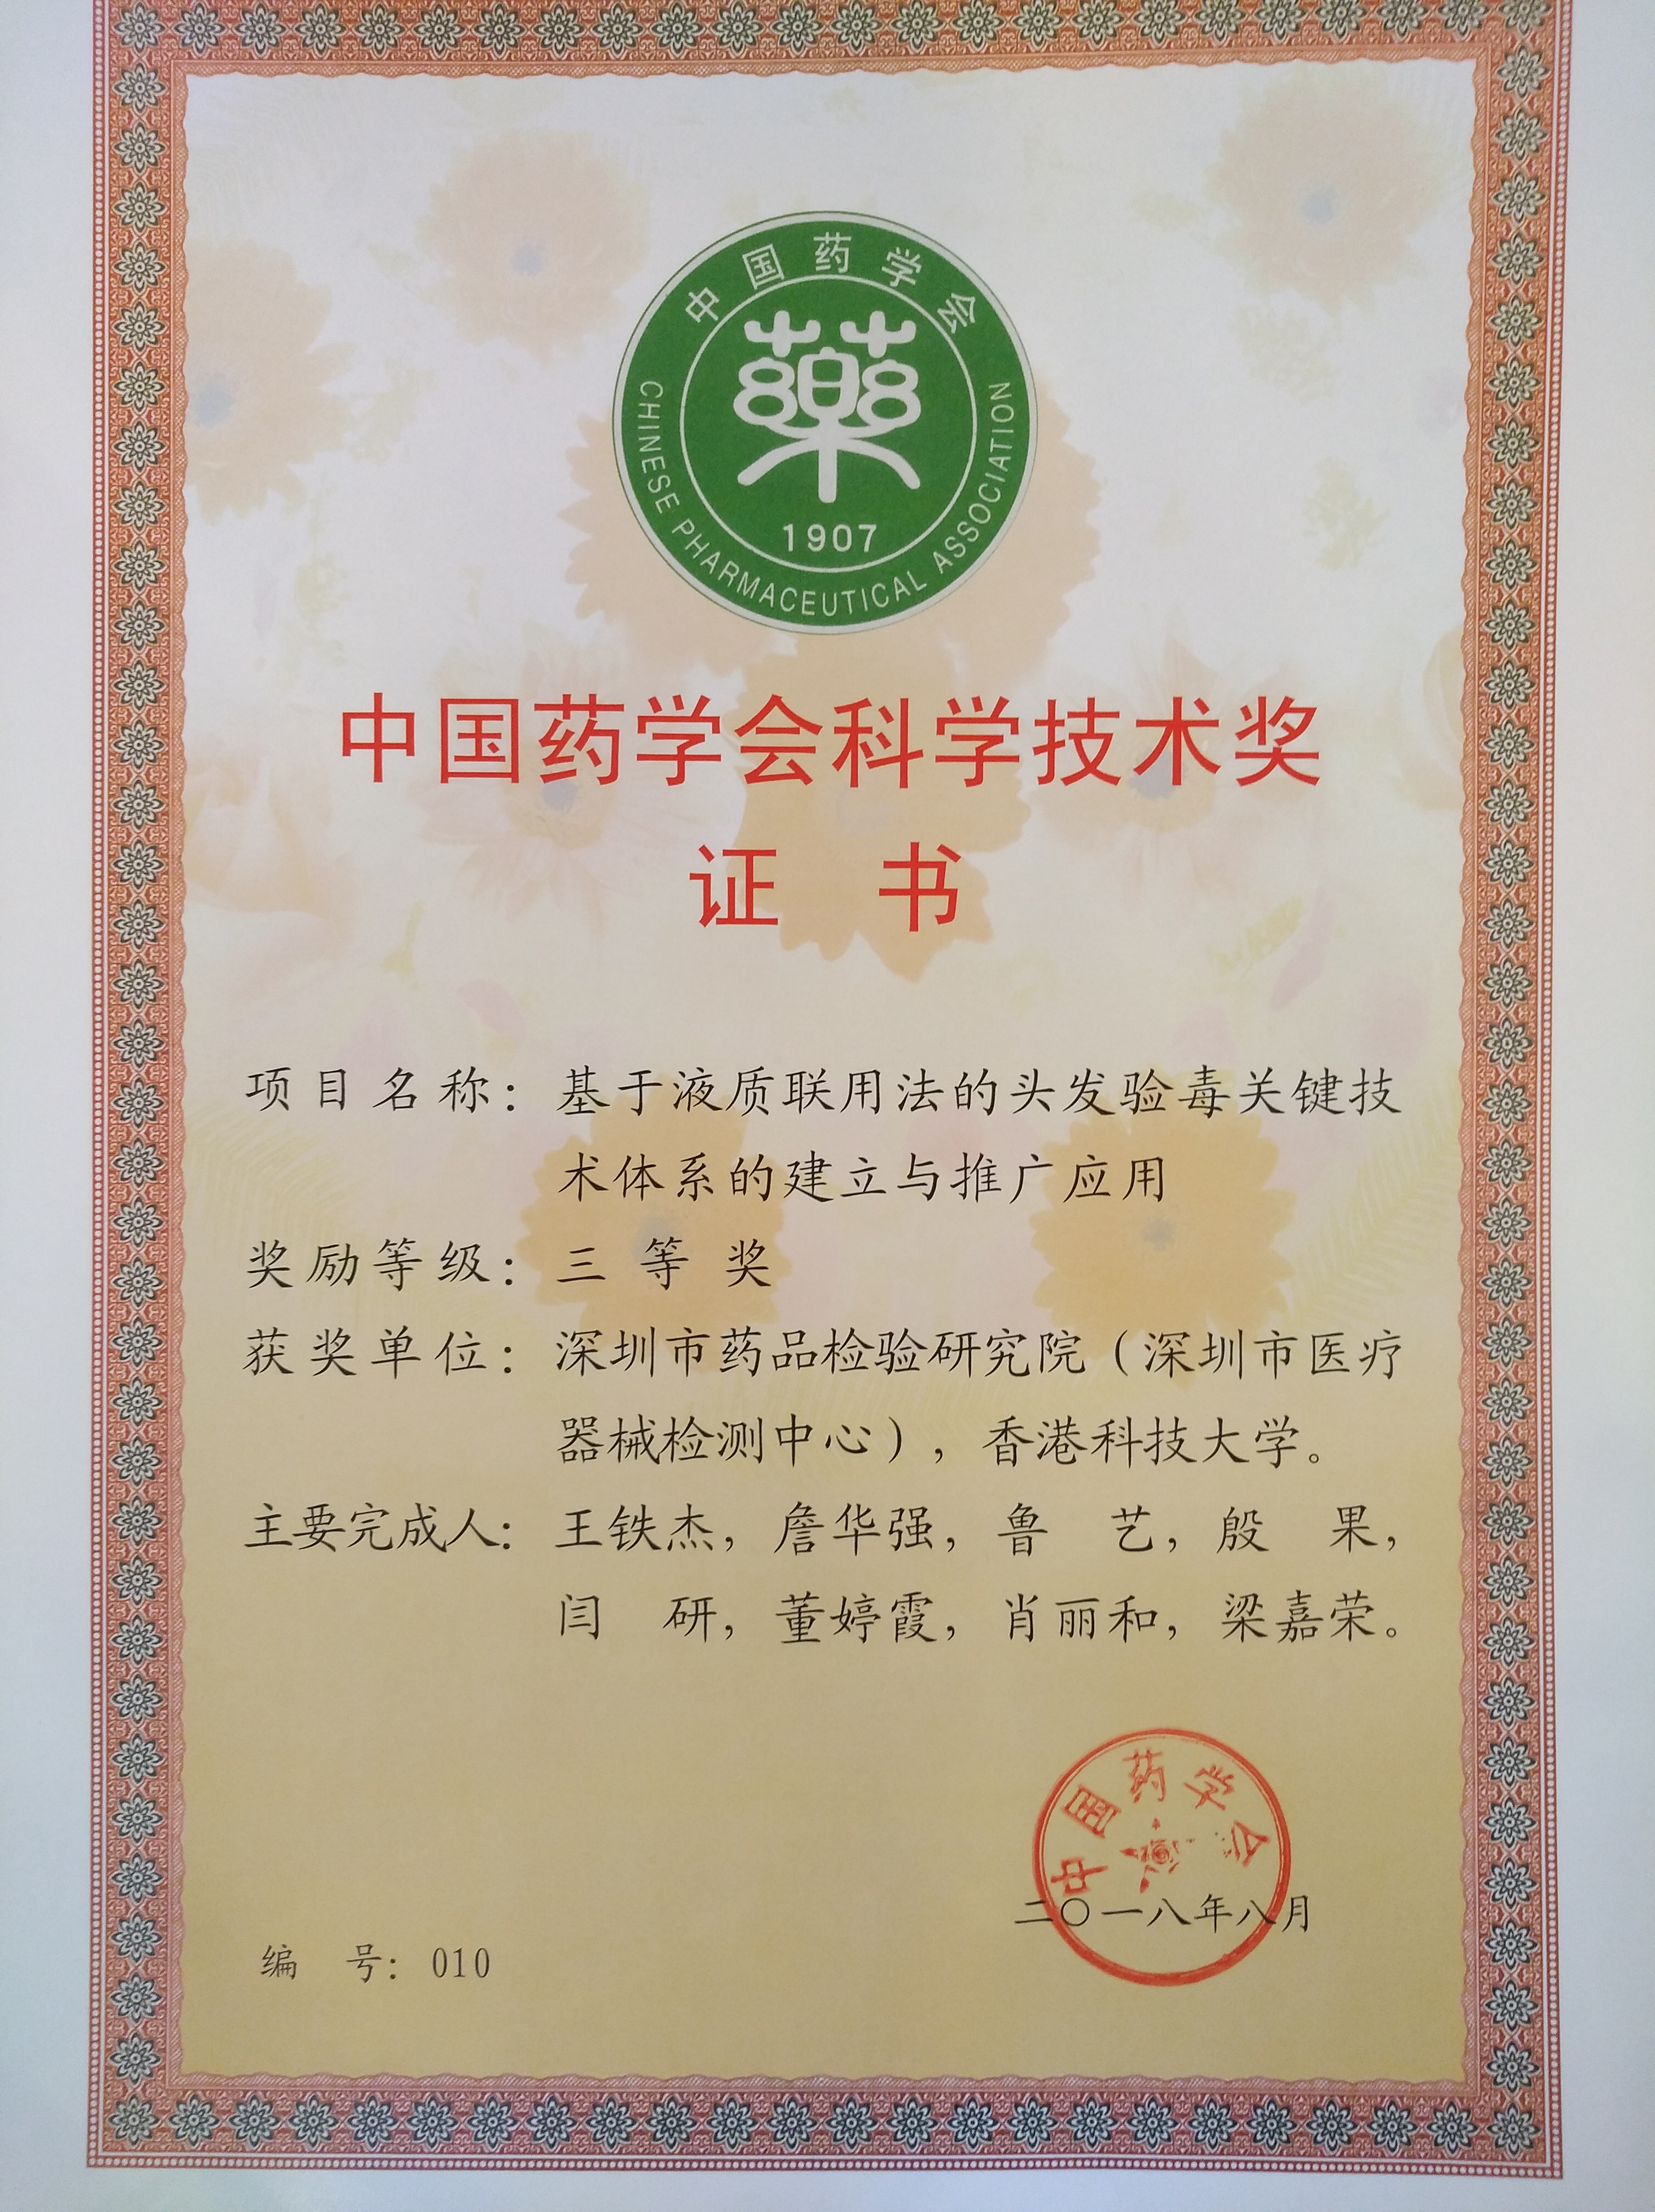 中国药学会
藥
1907
CHINESE PHARMACEUTICAL ASSOCIATION
中国药学会科学技术奖
证 书
项目名称：基于液质联用法的头发验毒关键技
术体系的建立与推广应用
奖励等级：三 等 奖
获奖单位：深圳市药品检验研究院（深圳市医疗
器械检测中心），香港科技大学。
主要完成人：王铁杰，詹华强，鲁 艺，殷 果，
闫 研，董婷霞，肖丽和，梁嘉荣。
中国药学会
二〇一八年八月
编 号：010